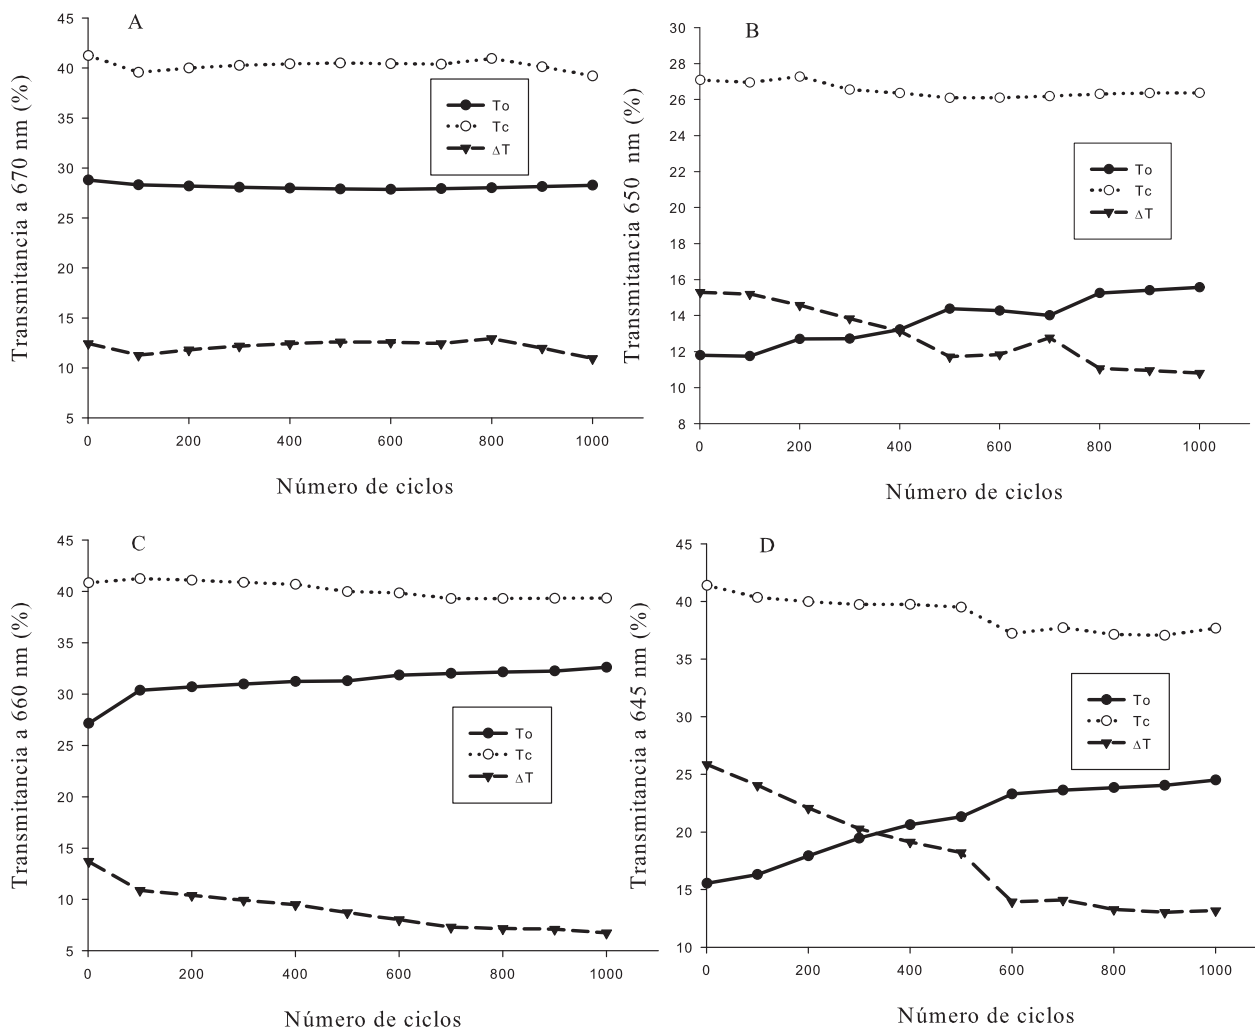 A
Transmitancia a 670 nm (%)
45
40
35
30
25
20
15
10
5
To
Tc
ΔT
0
200
400
600
800
1000
Número de ciclos
B
Transmitancia 650 nm (%)
30
28
26
24
22
20
18
16
14
12
10
8
To
Tc
ΔT
0
200
400
600
800
1000
Número de ciclos
C
Transmitancia a 660 nm (%)
45
40
35
30
25
20
15
10
5
To
Tc
ΔT
0
200
400
600
800
1000
Número de ciclos
D
Transmitancia a 645 nm (%)
45
40
35
30
25
20
15
10
To
Tc
ΔT
0
200
400
600
800
1000
Número de ciclos